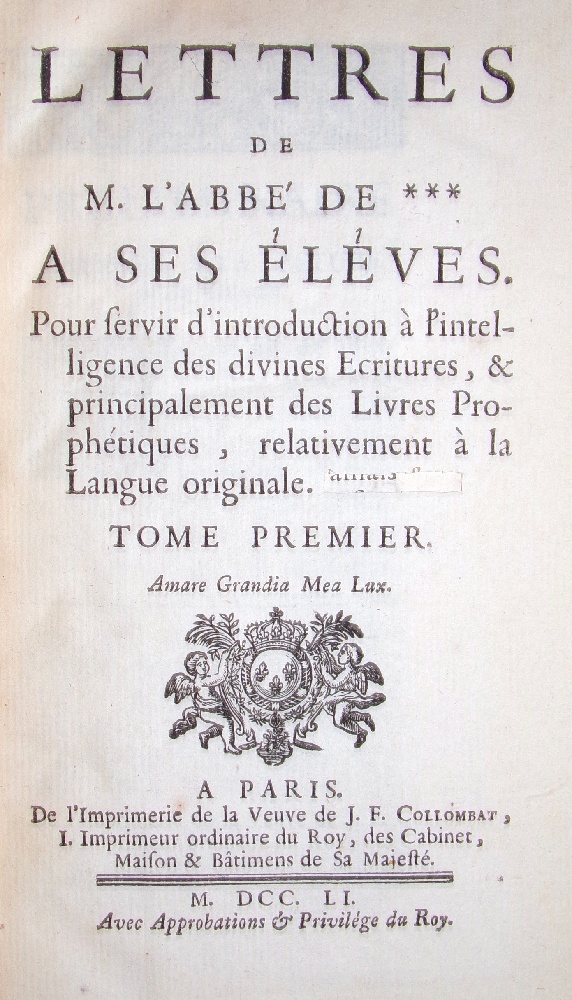 LETTRES
DE
M. L'ABBE' DE ***
A SES ÉLÉVES.
Pour ſervir d'introduction à l'intel-
ligence des divines Ecritures, &
principalement des Livres Pro-
phétiques, relativement à la
Langue originale.
TOME PREMIER.
Amare Grandia Mea Lux.
A PARIS.
De l'Imprimerie de la Veuve de J. F. COLLOMBAT,
I. Imprimeur ordinaire du Roy, des Cabinet,
Maiſon & Bâtimens de Sa Majeſté.
M. DCC. LI.
Avec Approbations & Privilége du Roy.